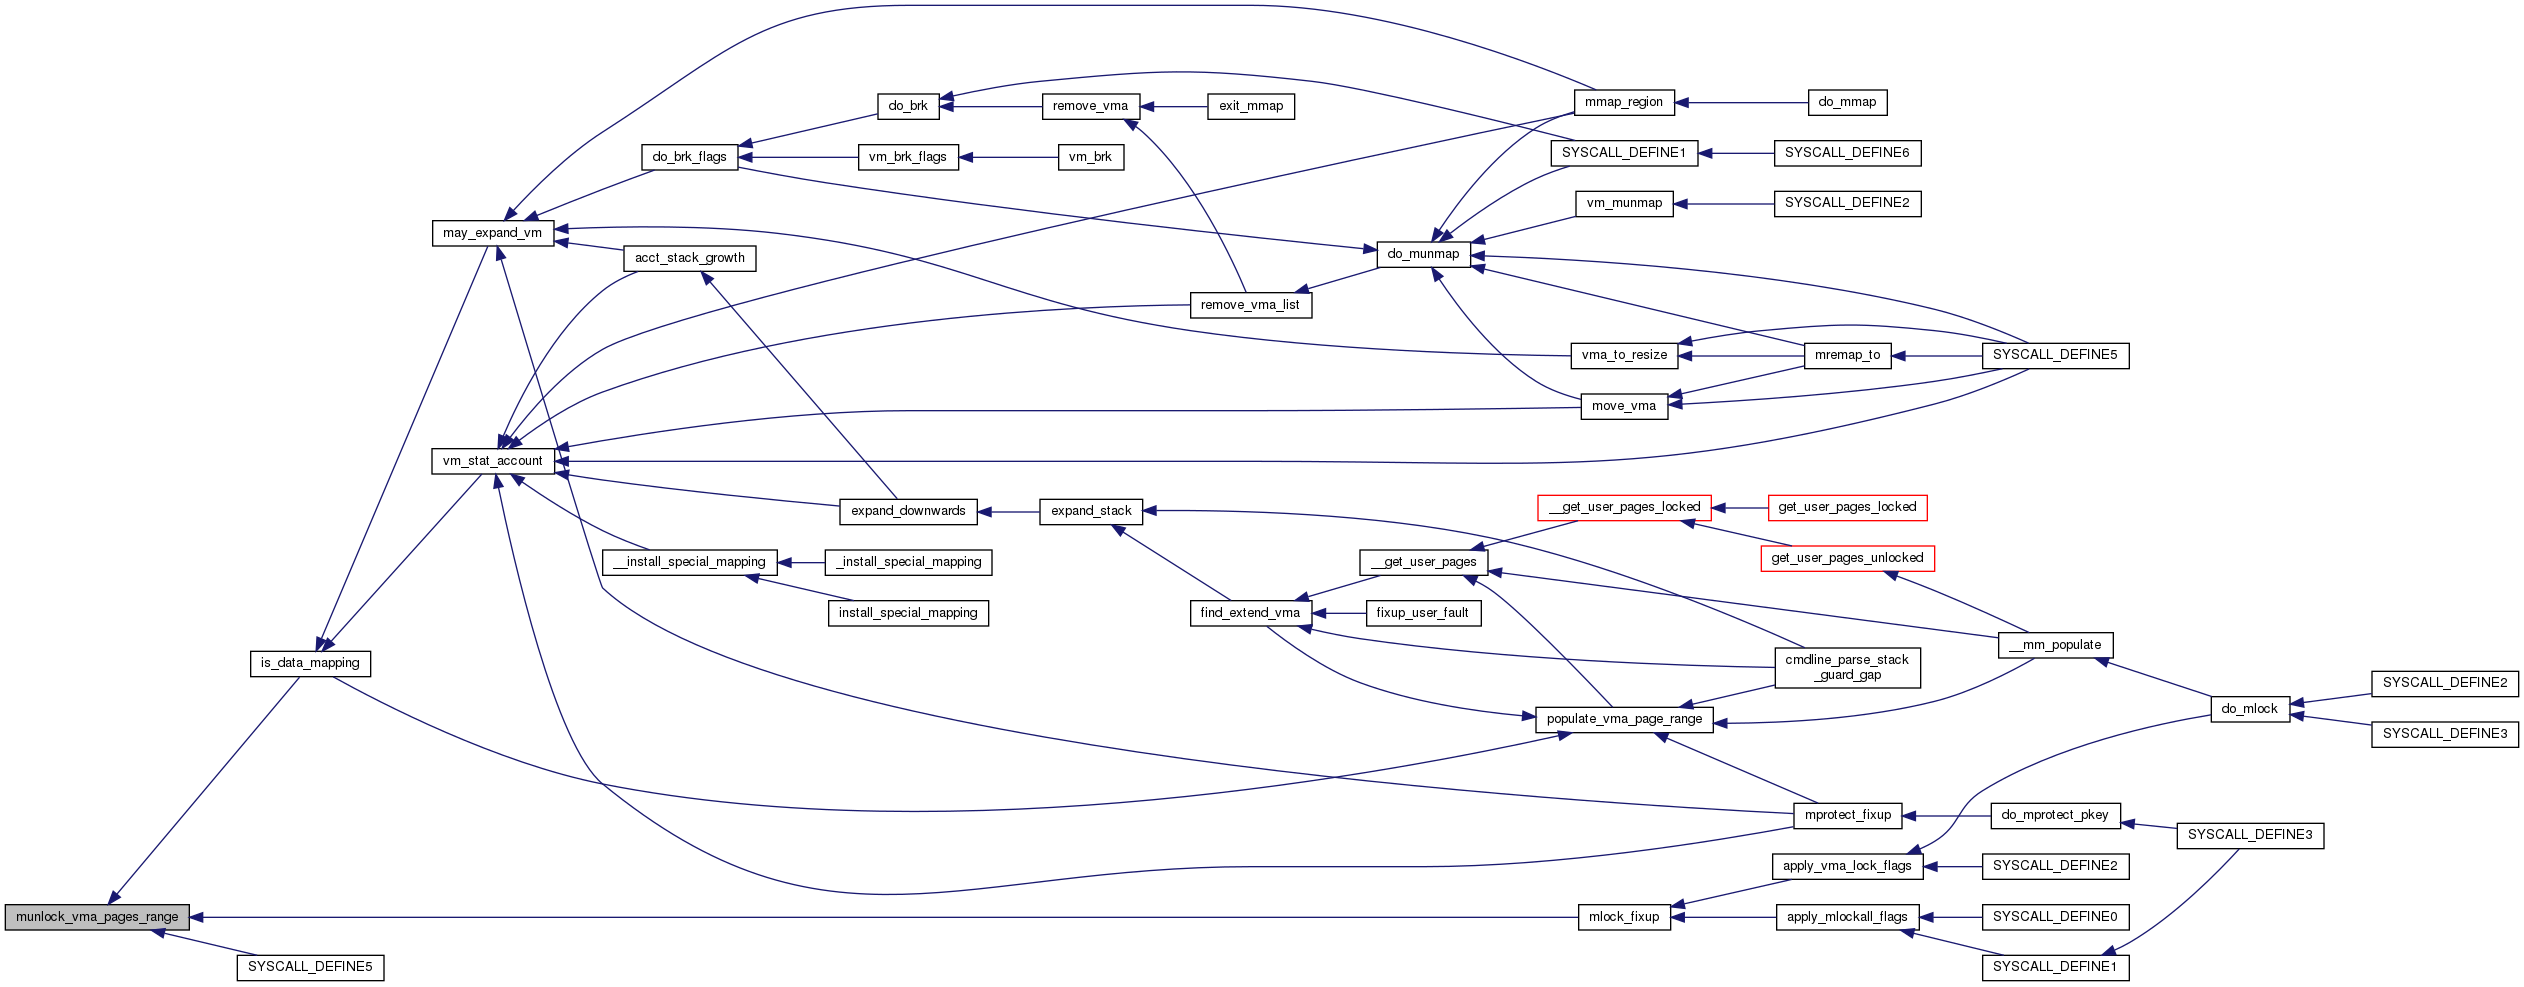 mmap_region
do_mmap
do_brk
remove_vma
exit_mmap
do_brk_flags
vm_brk_flags
vm_brk
SYSCALL_DEFINE1
SYSCALL_DEFINE6
vm_munmap
SYSCALL_DEFINE2
may_expand_vm
acct_stack_growth
do_munmap
remove_vma_list
vma_to_resize
mremap_to
SYSCALL_DEFINE5
move_vma
vm_stat_account
expand_downwards
expand_stack
__get_user_pages_locked
get_user_pages_locked
__install_special_mapping
_install_special_mapping
__get_user_pages
get_user_pages_unlocked
install_special_mapping
find_extend_vma
fixup_user_fault
is_data_mapping
cmdline_parse_stack
_guard_gap
__mm_populate
populate_vma_page_range
do_mlock
SYSCALL_DEFINE2
SYSCALL_DEFINE3
mprotect_fixup
do_mprotect_pkey
SYSCALL_DEFINE3
apply_vma_lock_flags
SYSCALL_DEFINE2
munlock_vma_pages_range
mlock_fixup
apply_mlockall_flags
SYSCALL_DEFINE0
SYSCALL_DEFINE5
SYSCALL_DEFINE1